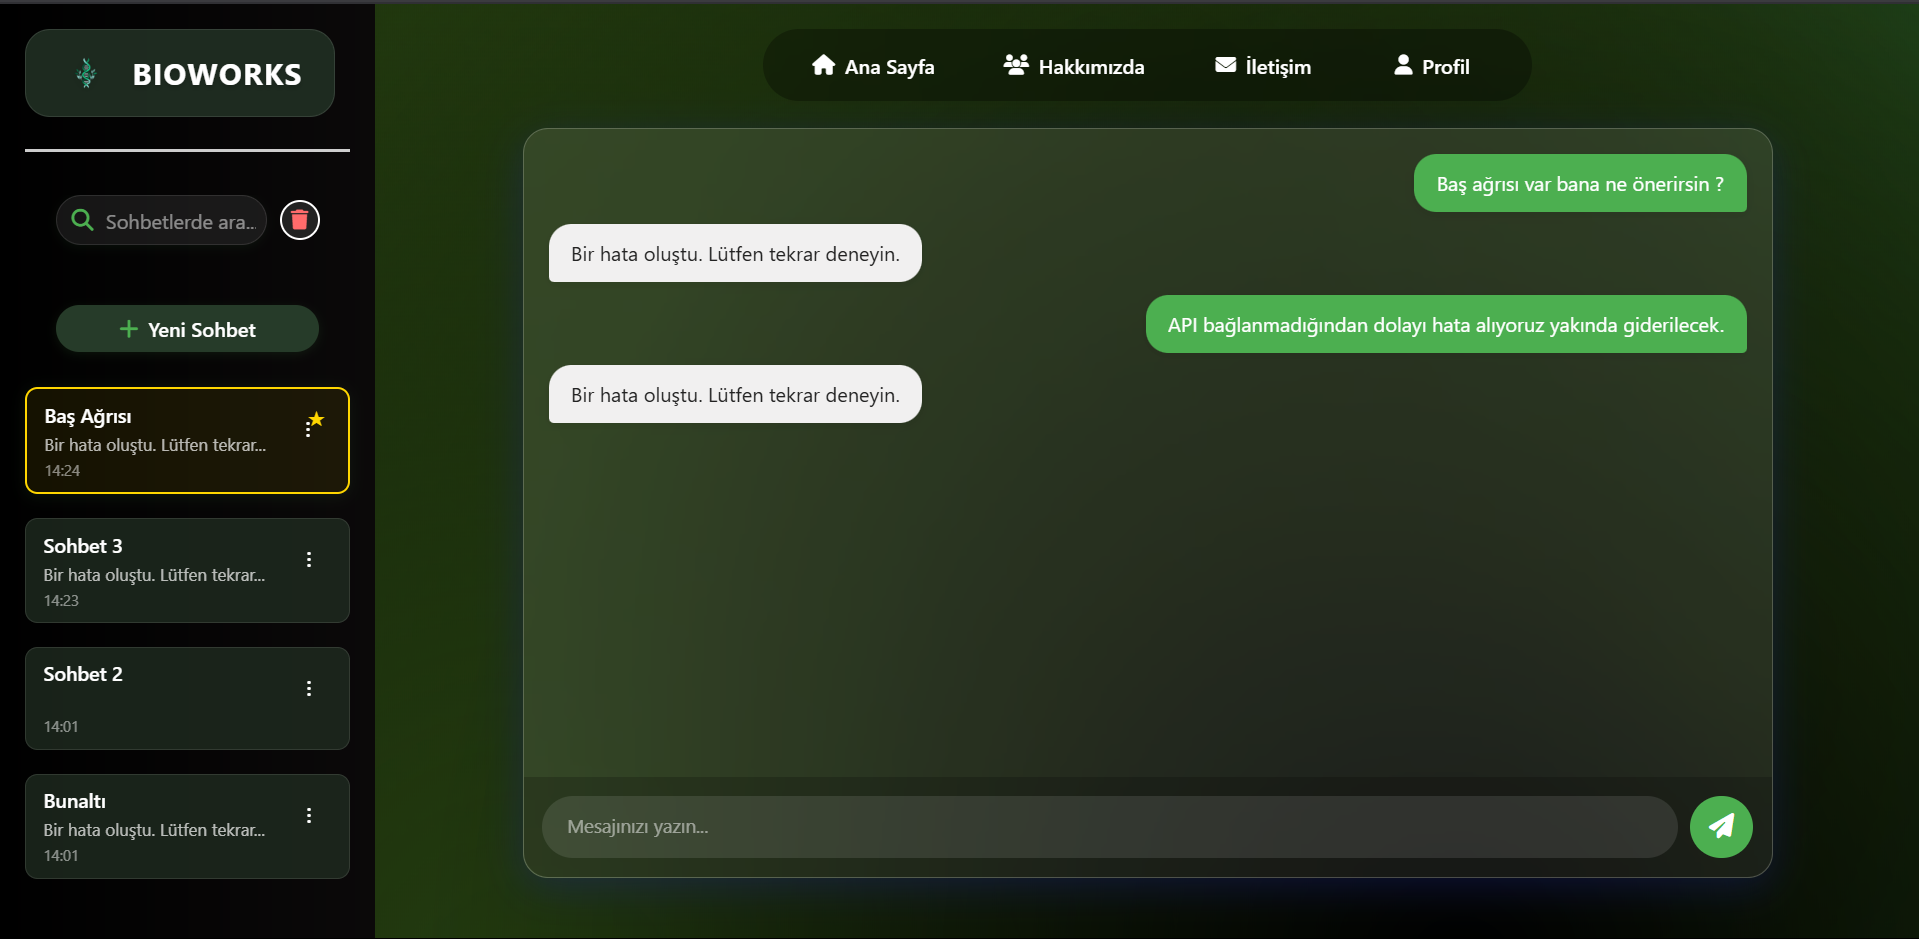 BIOWORKS
Sohbetlerde ara...
Yeni Sohbet
Baş Ağrısı
Bir hata oluştu. Lütfen tekrar...
14:24
Sohbet 3
Bir hata oluştu. Lütfen tekrar...
14:23
Sohbet 2
14:01
Bunaltı
Bir hata oluştu. Lütfen tekrar...
14:01
Ana Sayfa
Hakkımızda
İletişim
Profil
Baş ağrısı var bana ne önerirsin ?
Bir hata oluştu. Lütfen tekrar deneyin.
API bağlanmadığından dolayı hata alıyoruz yakında giderilecek.
Bir hata oluştu. Lütfen tekrar deneyin.
Mesajınızı yazın...